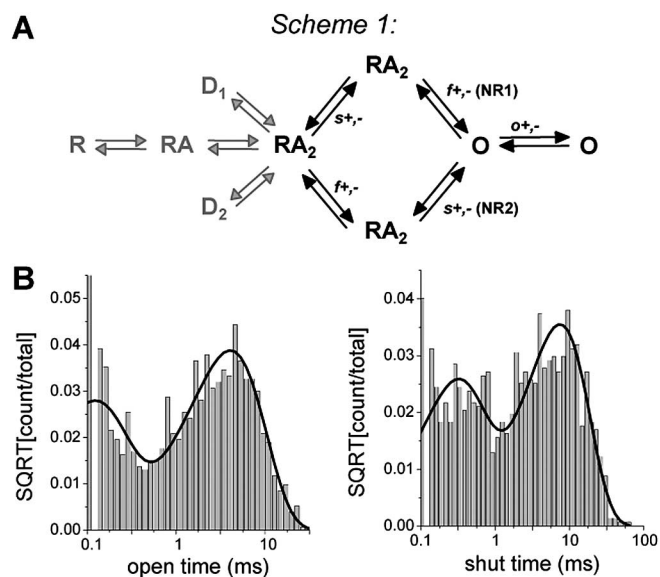 A
Scheme 1:
RA₂
D₁
f+,- (NR1)
s+,-
R RA RA₂ O o+,- O
D₂
f+,-
s+,- (NR2)
RA₂
B
SQRT[count/total]
0.05
0.04
0.03
0.02
0.01
0.00
0.1 1 10
open time (ms)
SQRT[count/total]
0.04
0.03
0.02
0.01
0.00
0.1 1 10 100
shut time (ms)